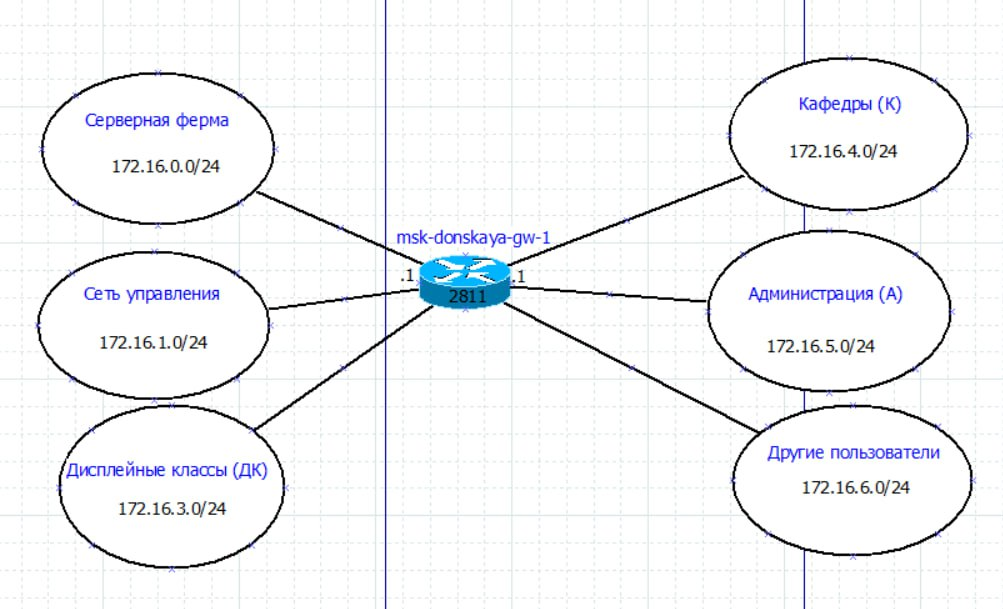 Серверная ферма
172.16.0.0/24
Сеть управления
172.16.1.0/24
Дисплейные классы (ДК)
172.16.3.0/24
msk-donskaya-gw-1
.1
.1
2811
Кафедры (К)
172.16.4.0/24
Администрация (А)
172.16.5.0/24
Другие пользователи
172.16.6.0/24